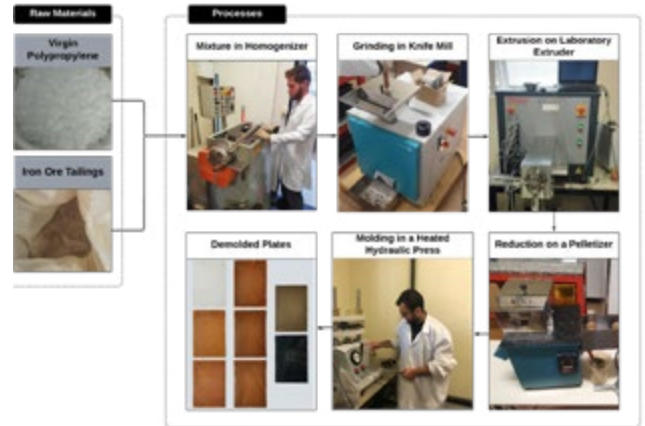 Raw Materials
Processes
Virgin
Polypropylene
Iron Ore Tailings
Mixture in Homogenizer
Grinding in Knife Mill
Extrusion on Laboratory
Extruder
Demolded Plates
Molding in a Heated
Hydraulic Press
Reduction on a Pelletizer